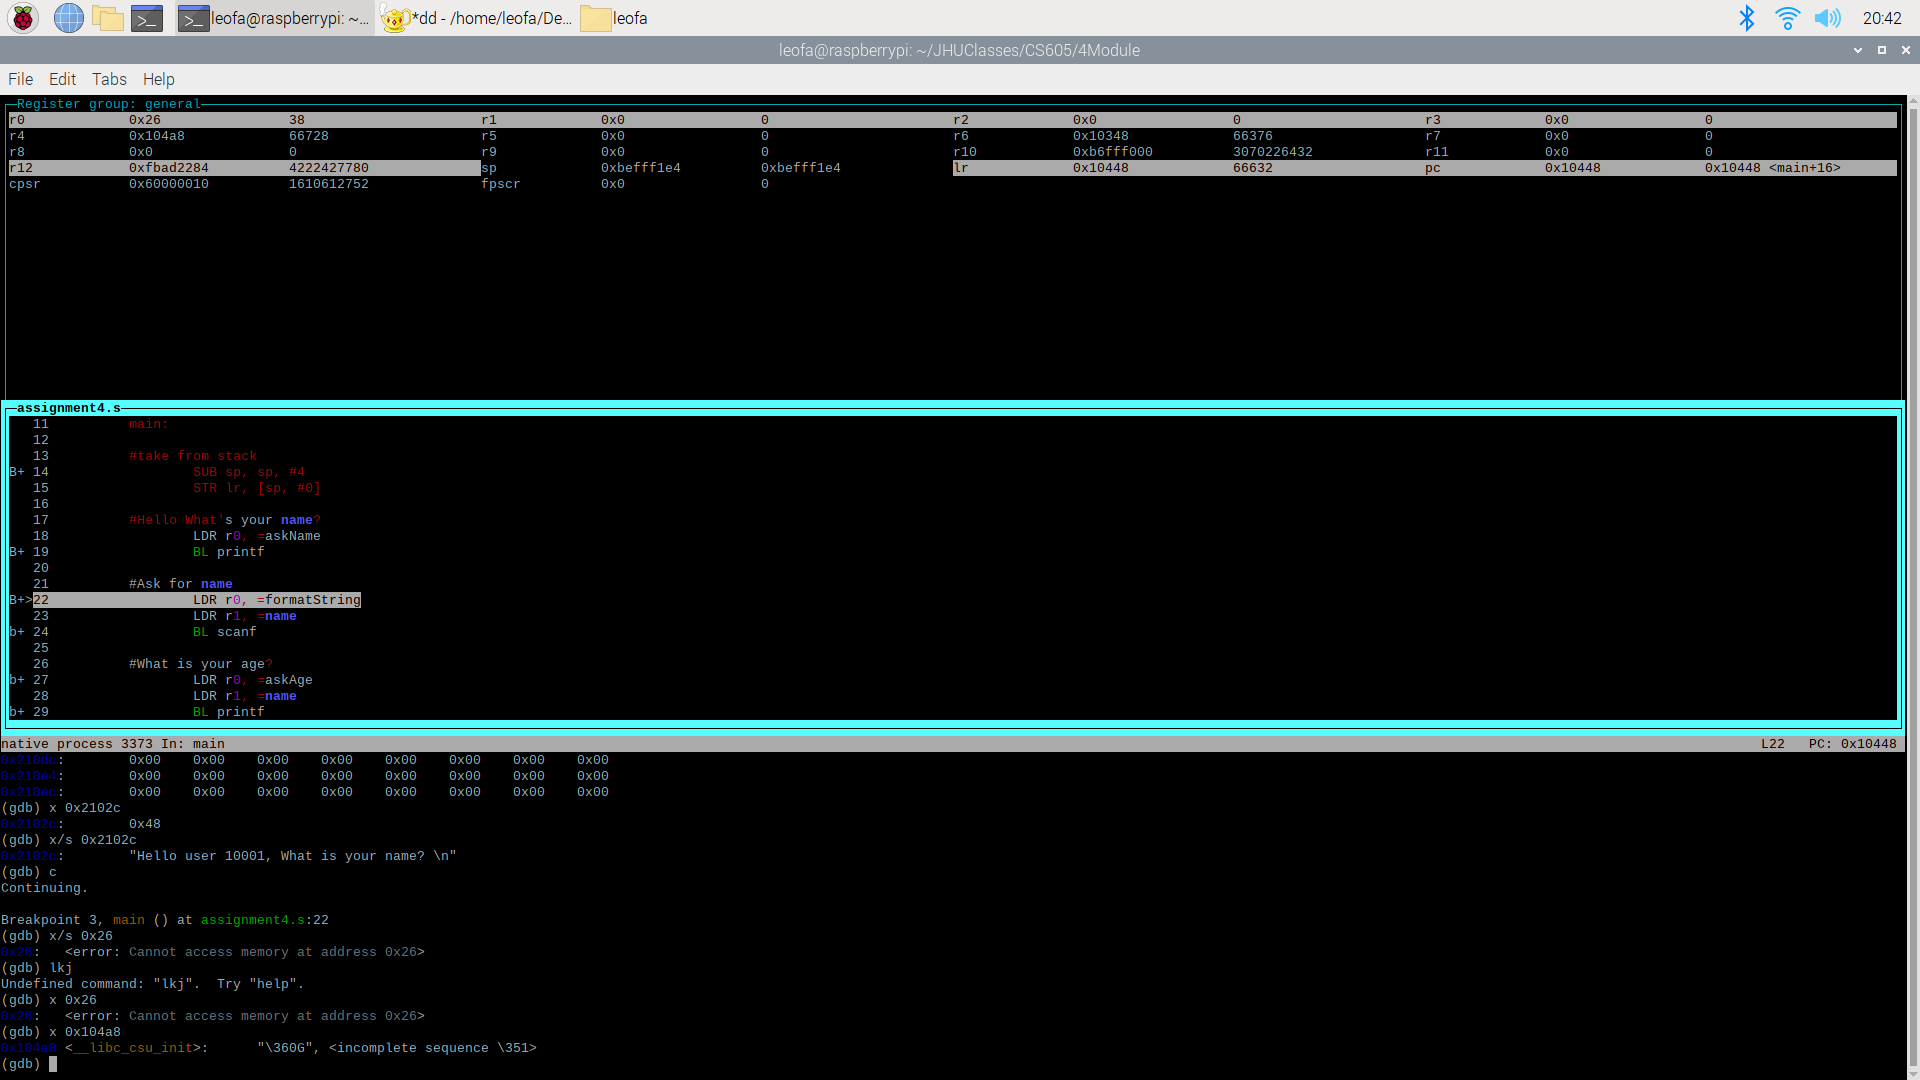 leofa@raspberrypi: ~... *dd - /home/leofa/De... leofa 20:42
leofa@raspberrypi: ~/JHUClasses/CS605/4Module
File Edit Tabs Help
Register group: general
r0 0x26 38 r1 0x0 0 r2 0x0 0 r3 0x0 0
r4 0x104a8 66728 r5 0x0 0 r6 0x10348 66376 r7 0x0 0
r8 0x0 0 r9 0x0 0 r10 0xb6fff000 3070226432 r11 0x0 0
r12 0xfbad2284 4222427780 sp 0xbefff1e4 0xbefff1e4 lr 0x10448 66632 pc 0x10448 0x10448 <main+16>
cpsr 0x60000010 1610612752 fpscr 0x0 0
assignment4.s
11 main:
12
13 #take from stack
B+ 14 SUB sp, sp, #4
15 STR lr, [sp, #0]
16
17 #Hello What's your name?
18 LDR r0, =askName
B+ 19 BL printf
20
21 #Ask for name
B+>22 LDR r0, =formatString
23 LDR r1, =name
b+ 24 BL scanf
25
26 #What is your age?
b+ 27 LDR r0, =askAge
28 LDR r1, =name
b+ 29 BL printf
native process 3373 In: main L22 PC: 0x10448
0x210dc: 0x00 0x00 0x00 0x00 0x00 0x00 0x00 0x00
0x210e4: 0x00 0x00 0x00 0x00 0x00 0x00 0x00 0x00
0x210ec: 0x00 0x00 0x00 0x00 0x00 0x00 0x00 0x00
(gdb) x 0x2102c
0x2102c: 0x48
(gdb) x/s 0x2102c
0x2102c: "Hello user 10001, What is your name? \n"
(gdb) c
Continuing.
Breakpoint 3, main () at assignment4.s:22
(gdb) x/s 0x26
0x26: <error: Cannot access memory at address 0x26>
(gdb) lkj
Undefined command: "lkj". Try "help".
(gdb) x 0x26
0x26: <error: Cannot access memory at address 0x26>
(gdb) x 0x104a8
0x104a8 <__libc_csu_init>: "\360G", <incomplete sequence \351>
(gdb)